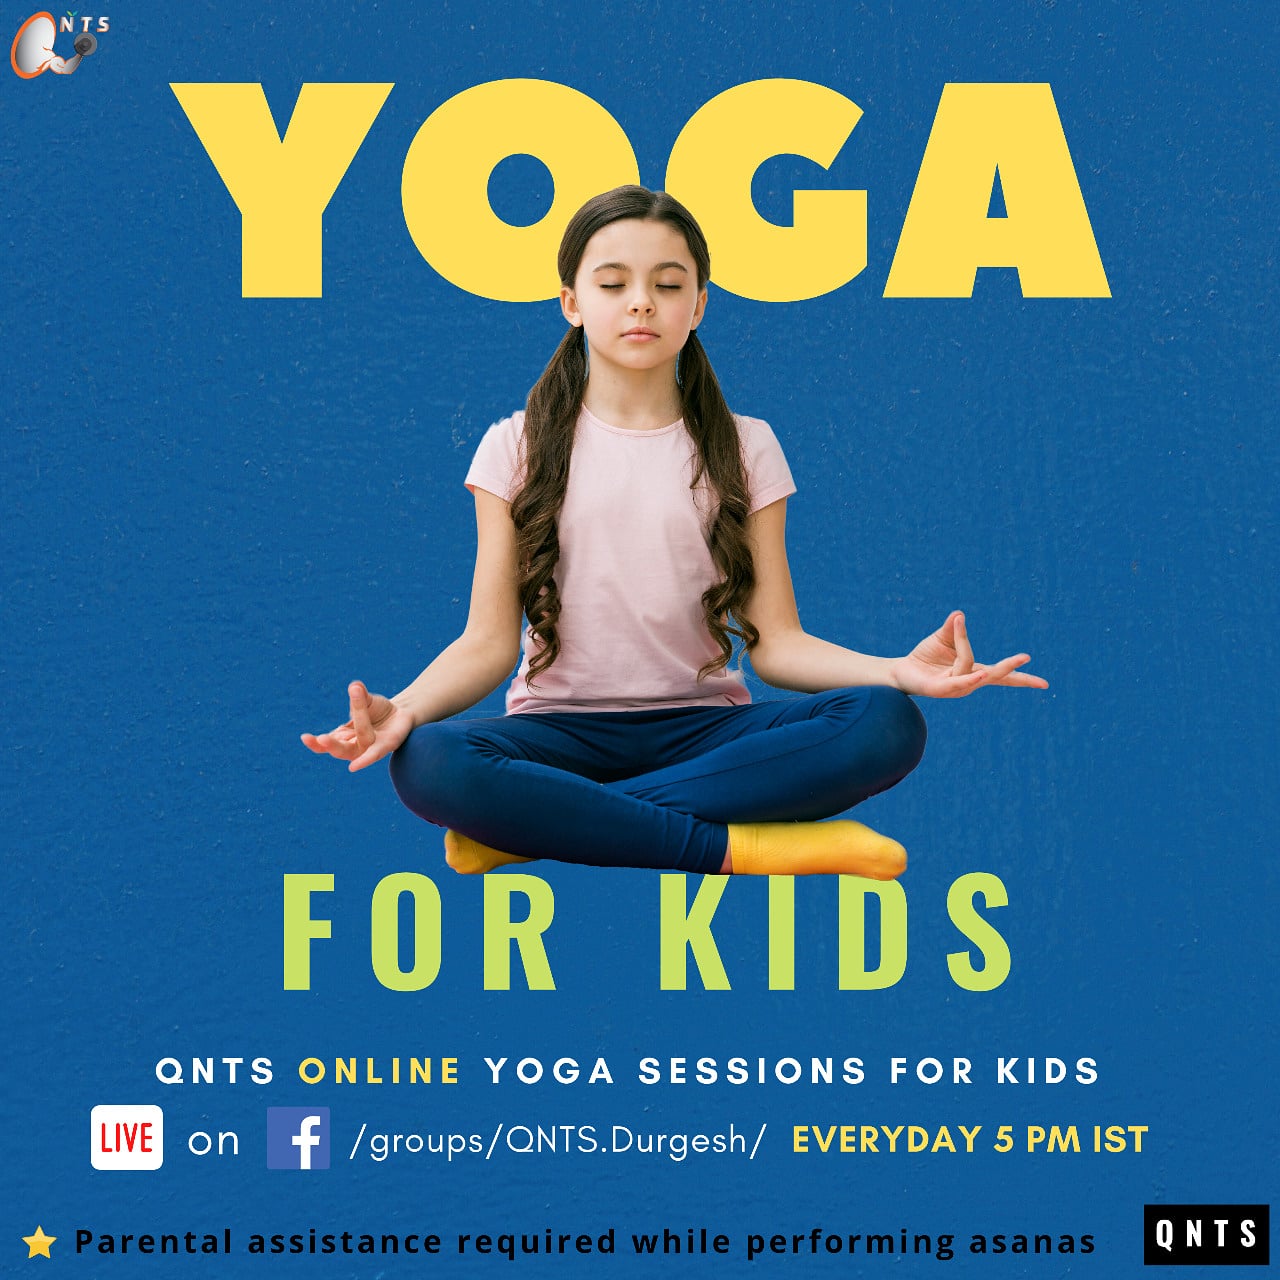 QNTS
YOGA
FOR KIDS
QNTS ONLINE YOGA SESSIONS FOR KIDS
LIVE on f /groups/QNTS.Durgesh/ EVERYDAY 5 PM IST
Parental assistance required while performing asanas
QNTS